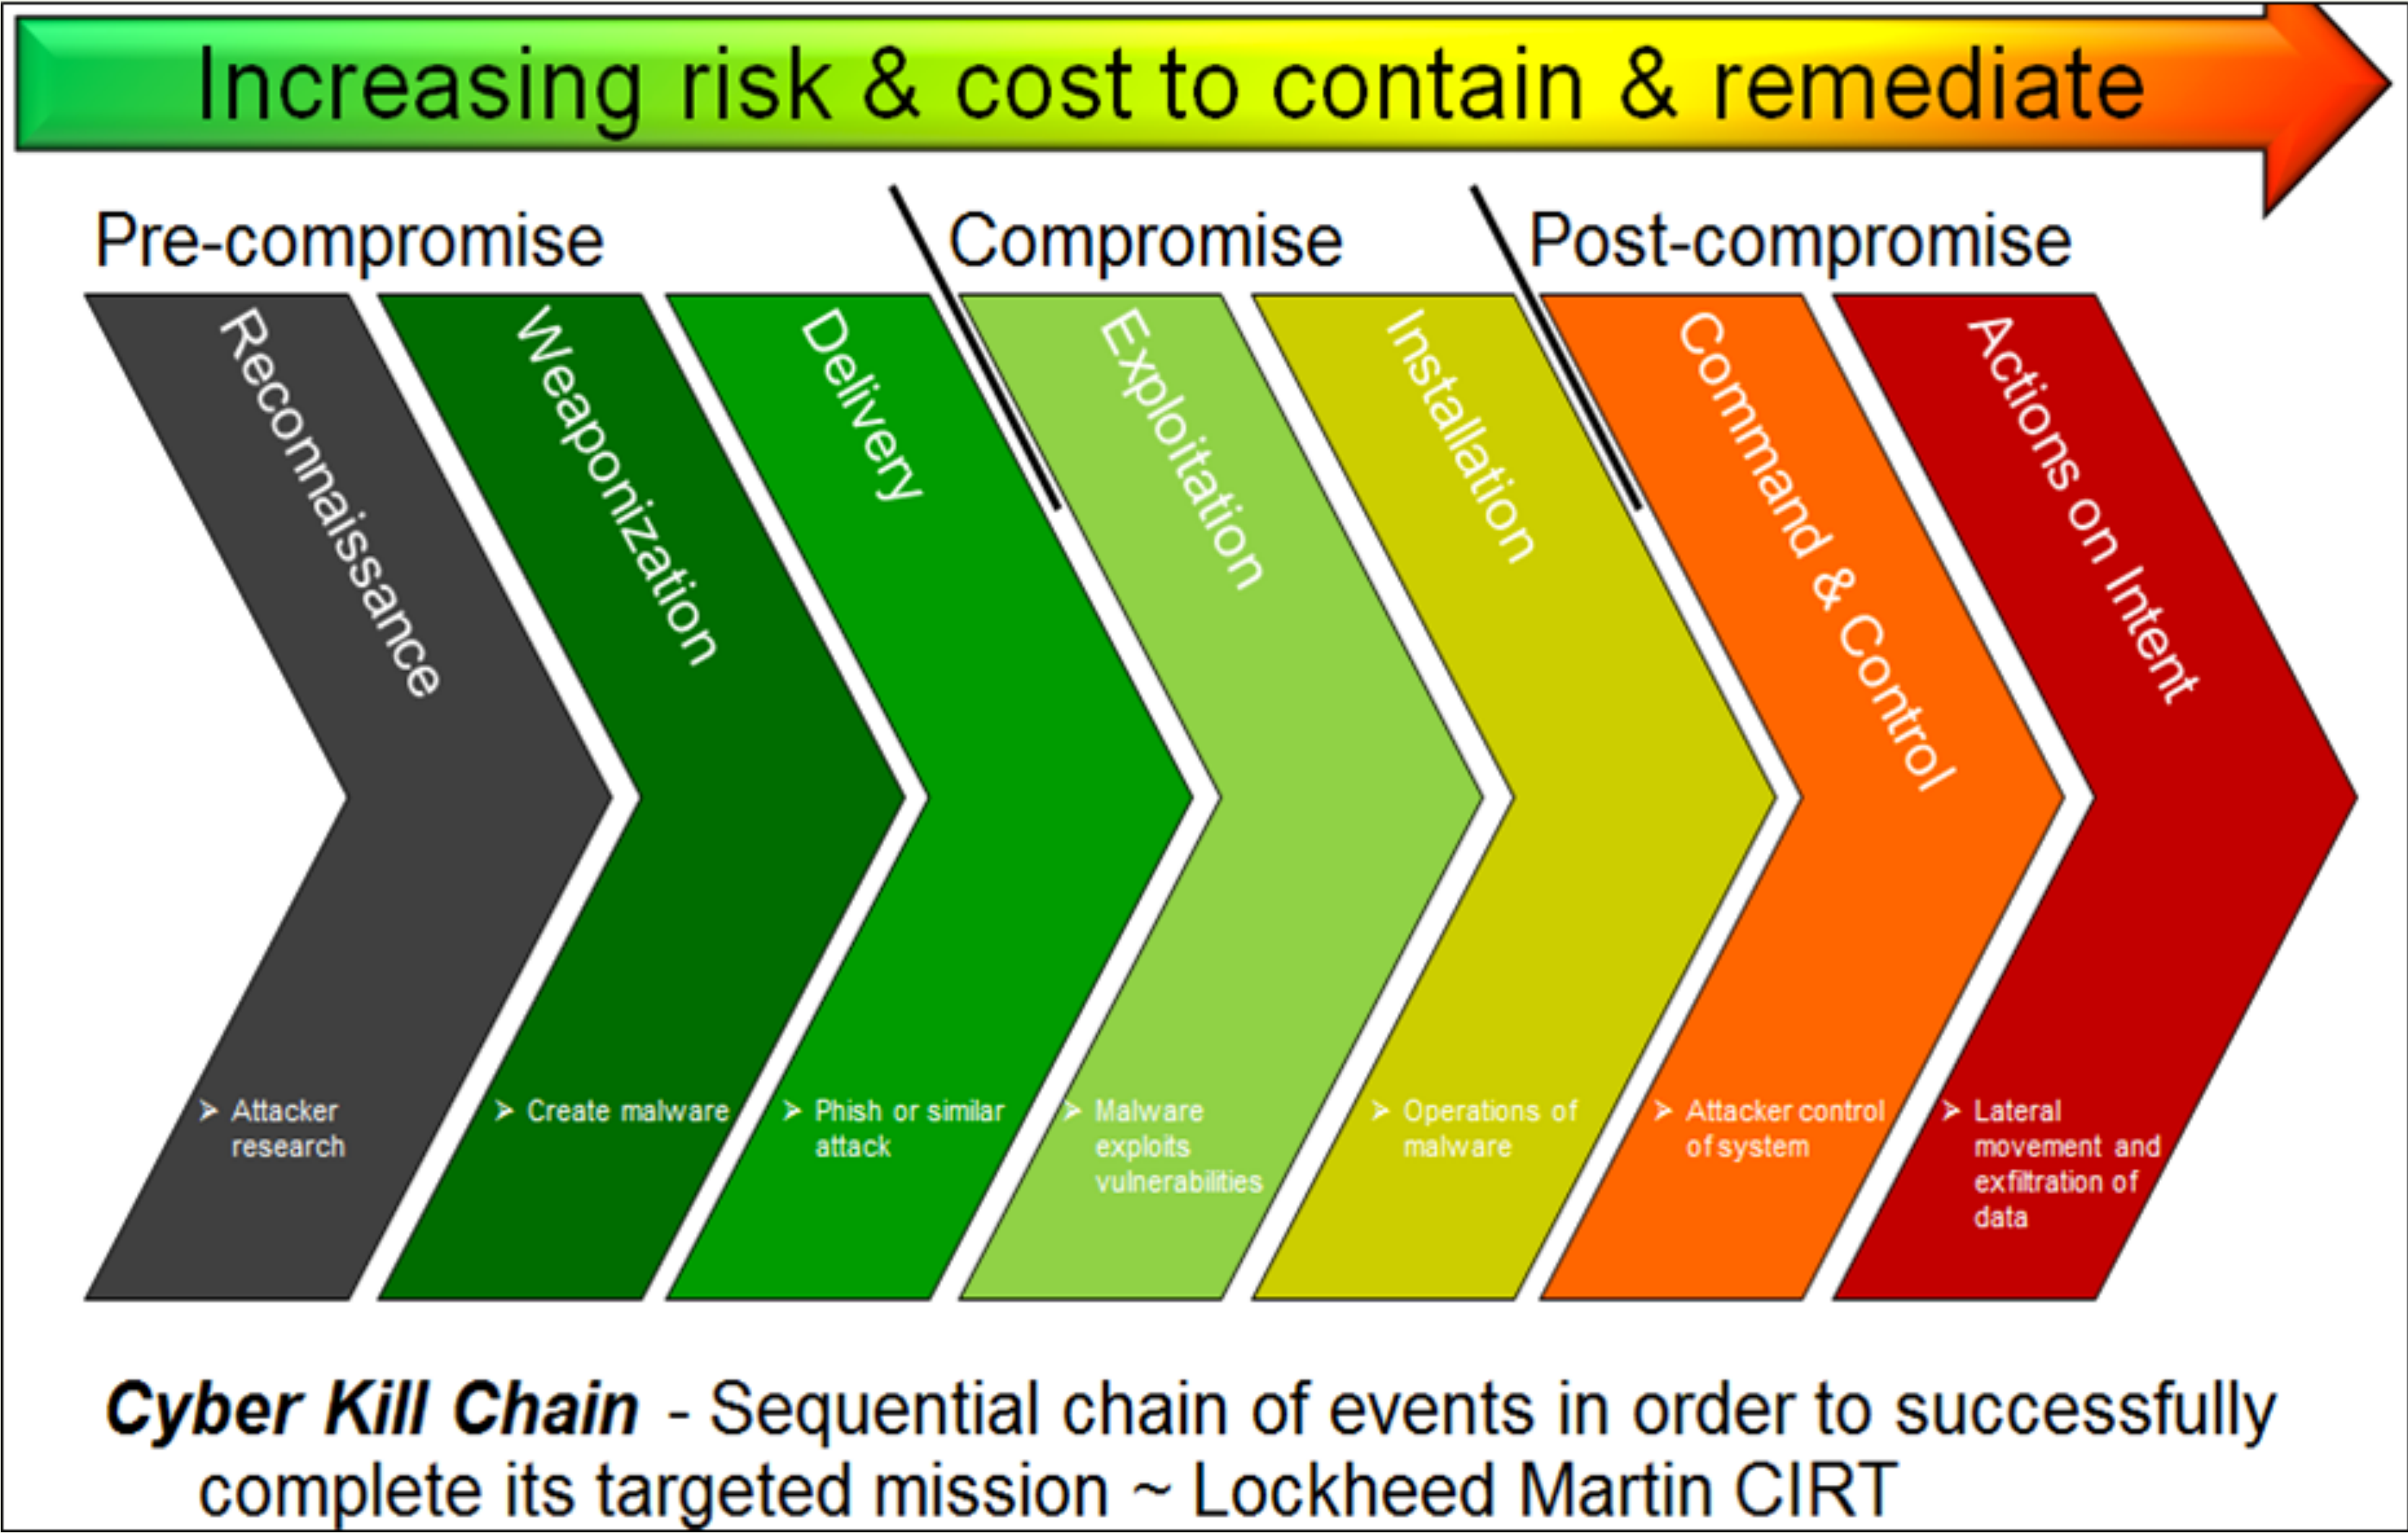 Increasing risk & cost to contain & remediate
Pre-compromise
Compromise
Post-compromise
Reconnaissance
Weaponization
Delivery
Exploitation
Installation
Command & Control
Actions on Intent
➢ Attacker
research
➢ Create malware
➢ Phish or similar
attack
➢ Malware
exploits
vulnerabilities
➢ Operations of
malware
➢ Attacker control
of system
➢ Lateral
movement and
exfiltration of
data
Cyber Kill Chain - Sequential chain of events in order to successfully
complete its targeted mission ~ Lockheed Martin CIRT